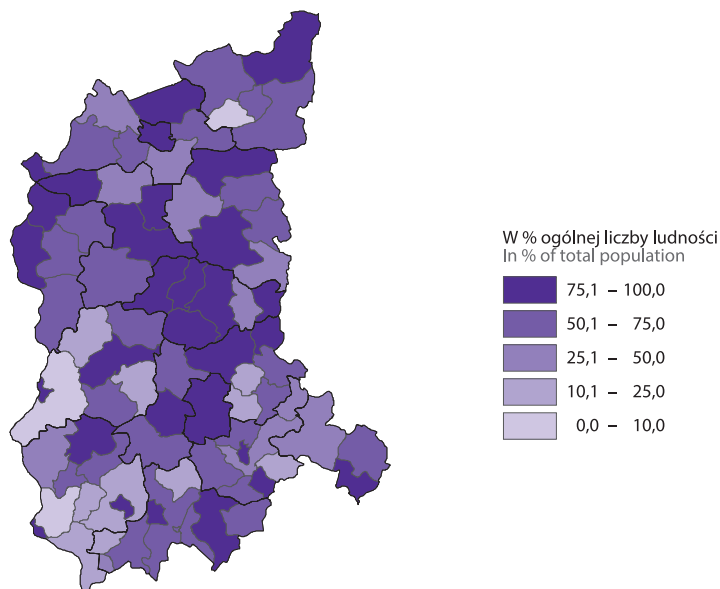 W % ogólnej liczby ludności
In % of total population
75,1 – 100,0
50,1 – 75,0
25,1 – 50,0
10,1 – 25,0
0,0 – 10,0